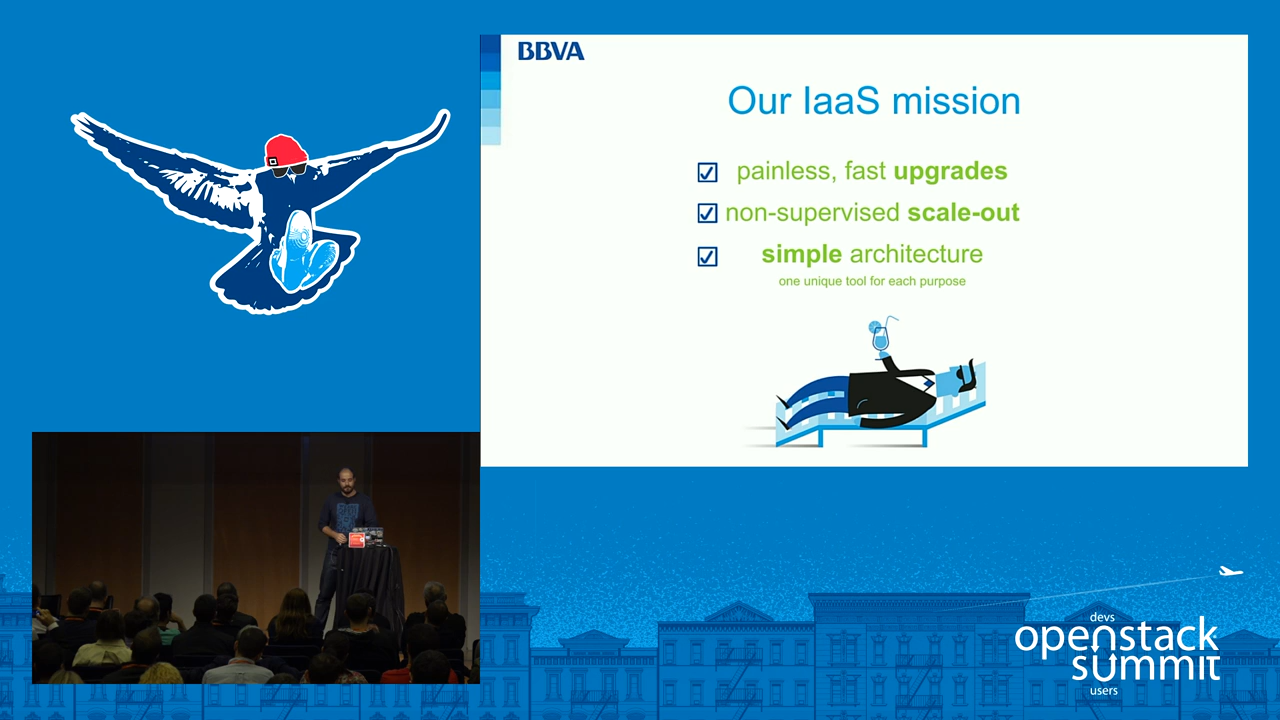 BBVA
Our IaaS mission
painless, fast upgrades
non-supervised scale-out
simple architecture
one unique tool for each purpose
devs
openstack
summit
users